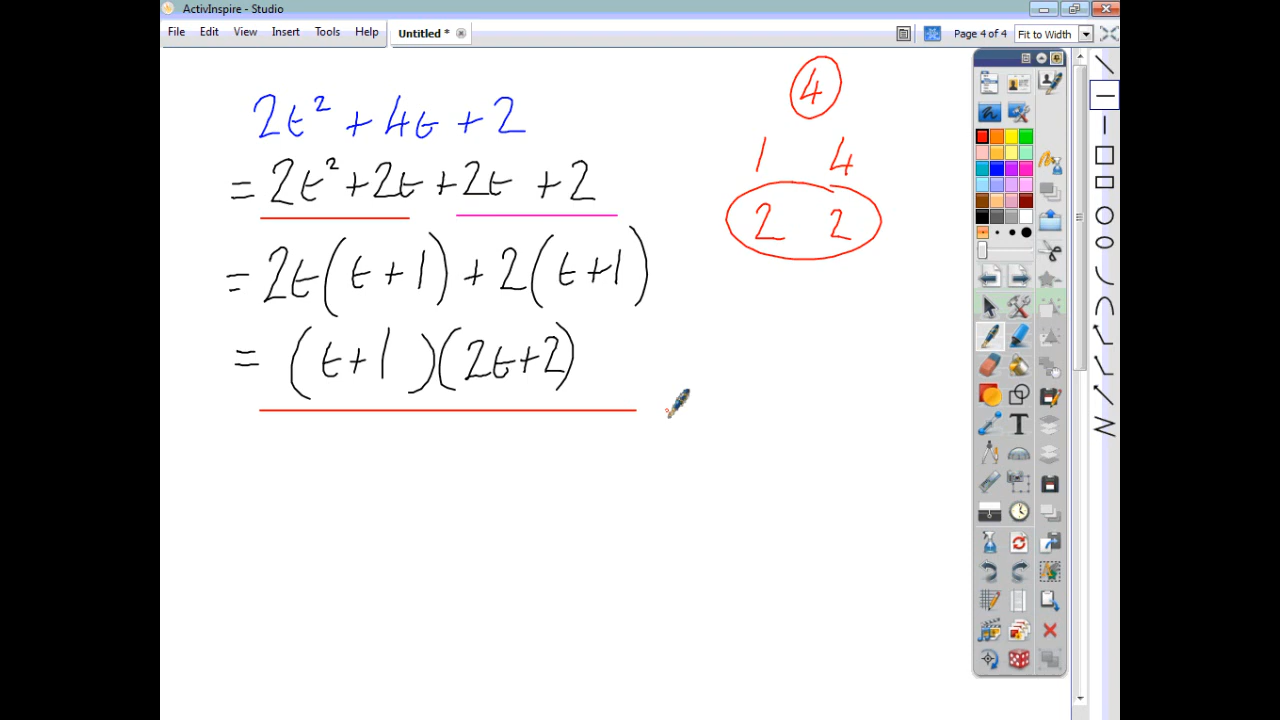 ActivInspire - Studio
File Edit View Insert Tools Help
Untitled *
Page 4 of 4
Fit to Width
2t² + 4t + 2
= 2t² + 2t + 2t + 2
= 2t(t + 1) + 2(t + 1)
= (t + 1)(2t + 2)
4
1 4
2 2